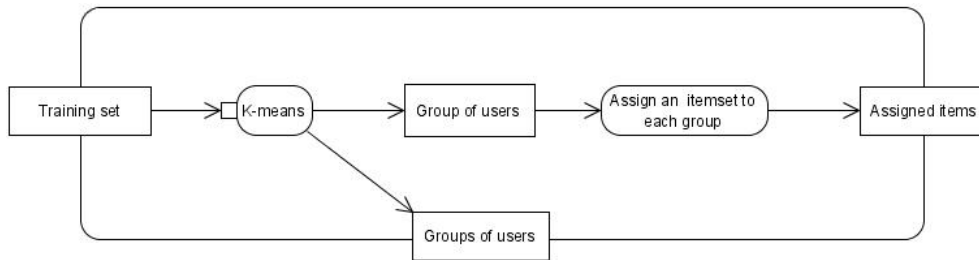 Training set
K-means
Group of users
Assign an itemset to
each group
Assigned items
Groups of users